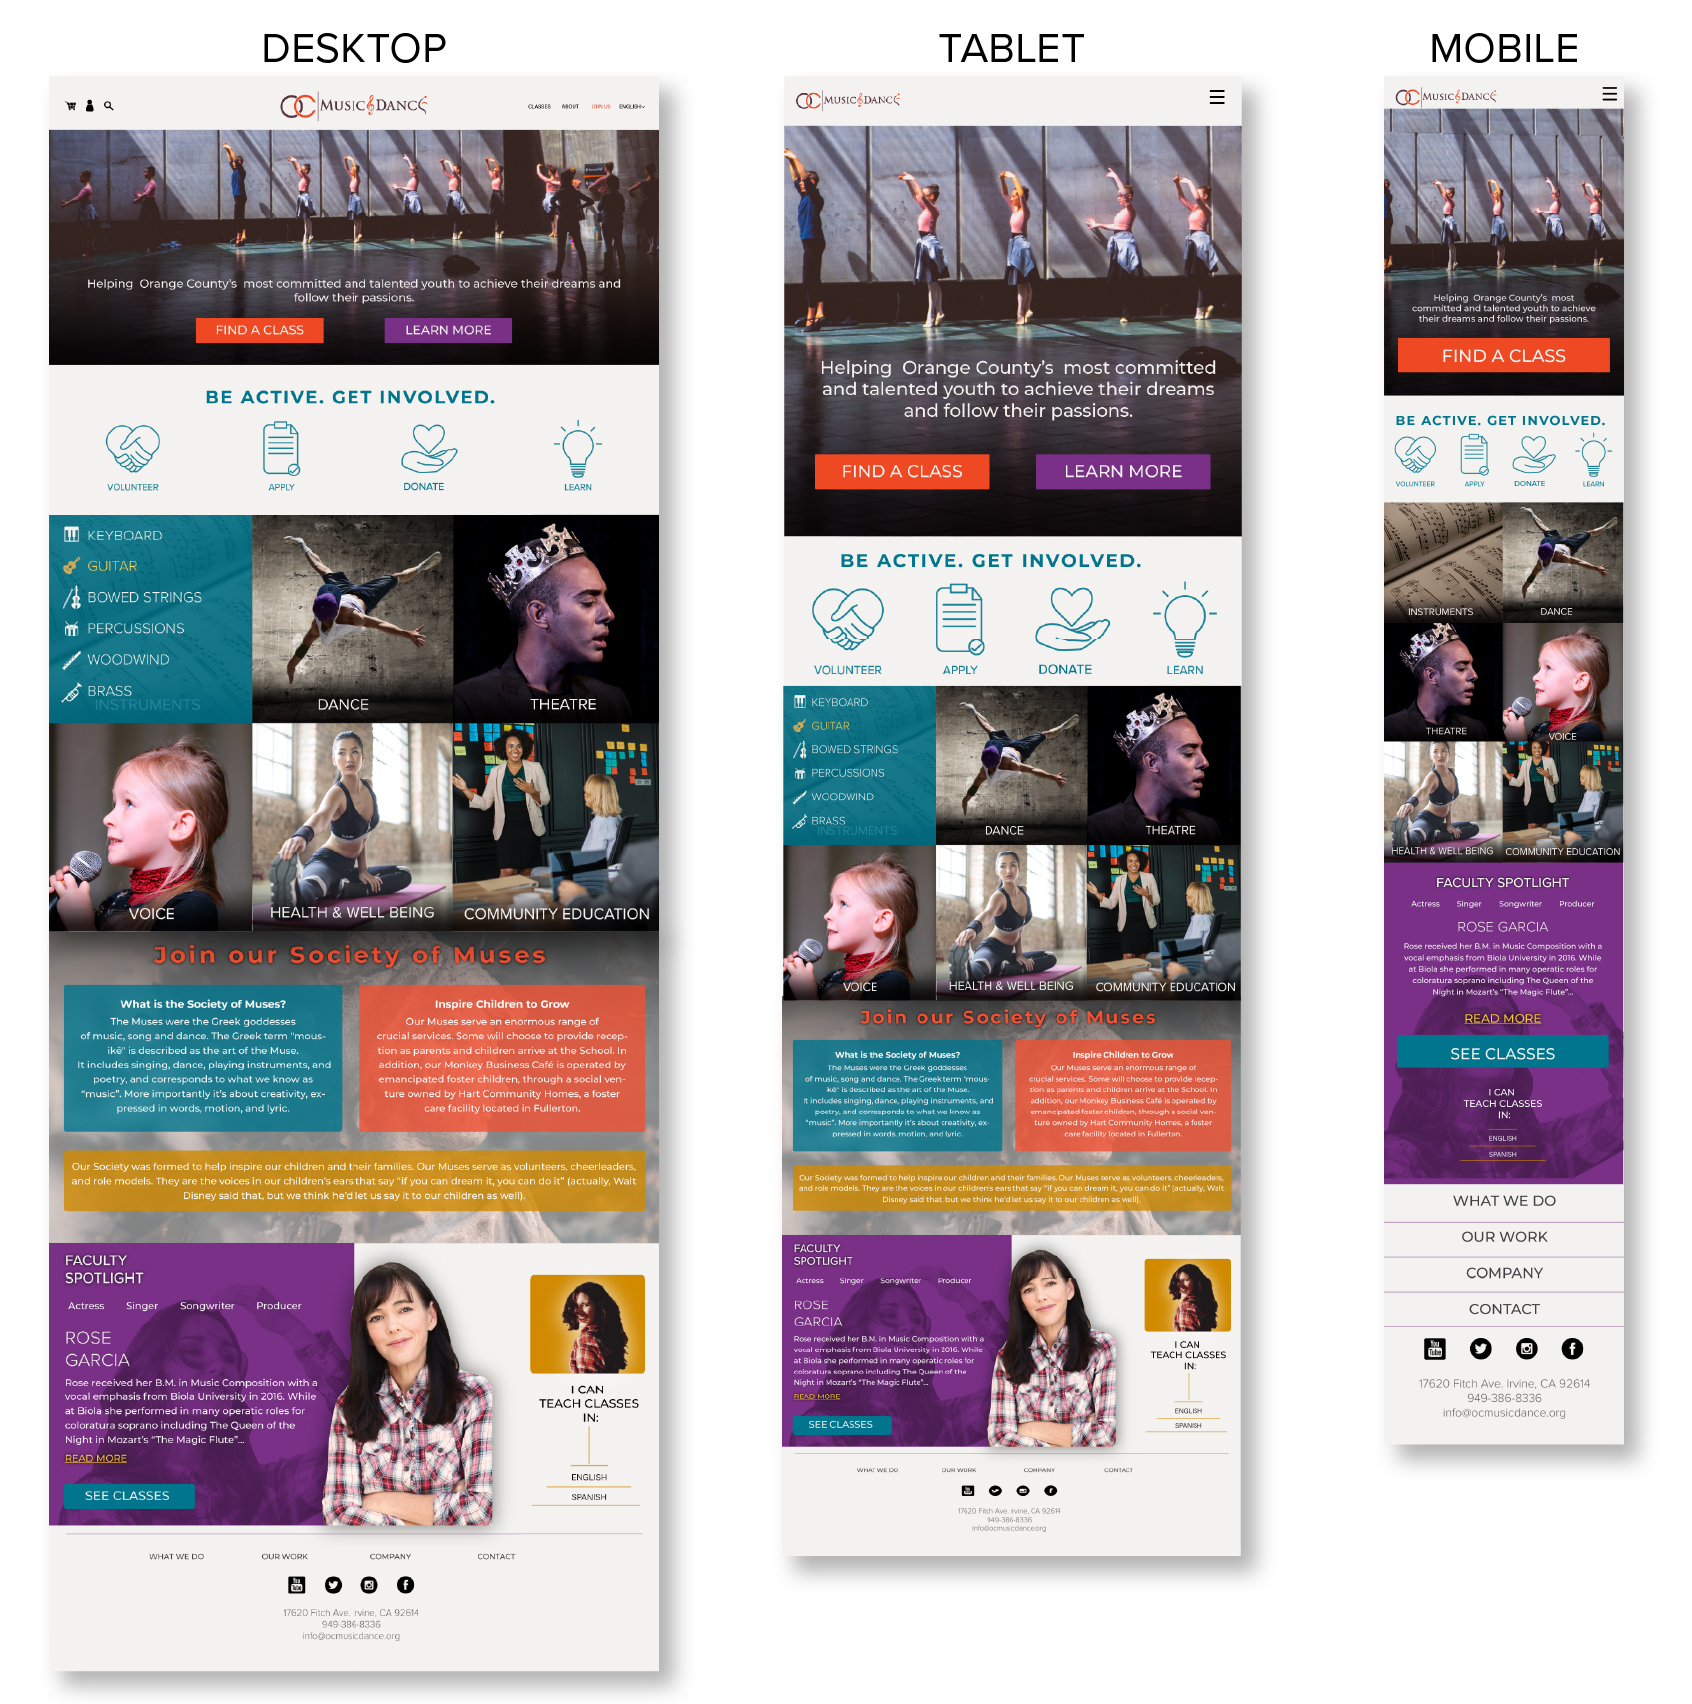 DESKTOP
OC MUSIC & DANCE
CLASSES ABOUT JOIN US ENGLISH
Helping Orange County's most committed and talented youth to achieve their dreams and
follow their passions.
FIND A CLASS LEARN MORE
BE ACTIVE. GET INVOLVED.
VOLUNTEER APPLY DONATE LEARN
KEYBOARD
GUITAR
BOWED STRINGS
PERCUSSIONS
WOODWIND
BRASS
INSTRUMENTS
DANCE THEATRE
VOICE HEALTH & WELL BEING COMMUNITY EDUCATION
Join our Society of Muses
What is the Society of Muses?
The Muses were the Greek goddesses
of music, song and dance. The Greek term "mous-
ikē" is described as the art of the Muse.
It includes singing, dance, playing instruments, and
poetry, and corresponds to what we know as
"music". More importantly it's about creativity, ex-
pressed in words, motion, and lyric.
Inspire Children to Grow
Our Muses serve an enormous range of
crucial services. Some will choose to provide recep-
tion as parents and children arrive at the School. In
addition, our Monkey Business Café is operated by
emancipated foster children, through a social ven-
ture owned by Hart Community Homes, a foster
care facility located in Fullerton.
Our Society was formed to help inspire our children and their families. Our Muses serve as volunteers, cheerleaders,
and role models. They are the voices in our children's ears that say "if you can dream it, you can do it" (actually, Walt
Disney said that, but we think he'd let us say it to our children as well).
FACULTY
SPOTLIGHT
Actress Singer Songwriter Producer
ROSE
GARCIA
Rose received her B.M. in Music Composition with a
vocal emphasis from Biola University in 2016. While
at Biola she performed in many operatic roles for
coloratura soprano including The Queen of the
Night in Mozart's "The Magic Flute"...
READ MORE
SEE CLASSES
I CAN
TEACH CLASSES
IN:
ENGLISH
SPANISH
WHAT WE DO OUR WORK COMPANY CONTACT
You Tube
17620 Fitch Ave. Irvine, CA 92614
949-386-8336
info@ocmusicdance.org
TABLET
OC MUSIC & DANCE
Helping Orange County's most committed
and talented youth to achieve their dreams
and follow their passions.
FIND A CLASS LEARN MORE
BE ACTIVE. GET INVOLVED.
VOLUNTEER APPLY DONATE LEARN
KEYBOARD
GUITAR
BOWED STRINGS
PERCUSSIONS
WOODWIND
BRASS
INSTRUMENTS
DANCE THEATRE
VOICE HEALTH & WELL BEING COMMUNITY EDUCATION
Join our Society of Muses
What is the Society of Muses?
The Muses were the Greek goddesses
of music, song and dance. The Greek term "mous-
ikē" is described as the art of the Muse.
It includes singing, dance, playing instruments, and
poetry, and corresponds to what we know as
"music". More importantly it's about creativity, ex-
pressed in words, motion, and lyric.
Inspire Children to Grow
Our Muses serve an enormous range of
crucial services. Some will choose to provide recep-
tion as parents and children arrive at the School. In
addition, our Monkey Business Café is operated by
emancipated foster children, through a social ven-
ture owned by Hart Community Homes, a foster
care facility located in Fullerton.
Our Society was formed to help inspire our children and their families. Our Muses serve as volunteers, cheerleaders,
and role models. They are the voices in our children's ears that say "if you can dream it, you can do it" (actually, Walt
Disney said that, but we think he'd let us say it to our children as well).
FACULTY
SPOTLIGHT
Actress Singer Songwriter Producer
ROSE
GARCIA
Rose received her B.M. in Music Composition with a
vocal emphasis from Biola University in 2016. While
at Biola she performed in many operatic roles for
coloratura soprano including The Queen of the
Night in Mozart's "The Magic Flute"...
READ MORE
SEE CLASSES
I CAN
TEACH CLASSES
IN:
ENGLISH
SPANISH
WHAT WE DO OUR WORK COMPANY CONTACT
17620 Fitch Ave. Irvine, CA 92614
949-386-8336
info@ocmusicdance.org
MOBILE
OC MUSIC & DANCE
Helping Orange County's most
committed and talented youth to achieve
their dreams and follow their passions.
FIND A CLASS
BE ACTIVE. GET INVOLVED.
VOLUNTEER APPLY DONATE LEARN
INSTRUMENTS DANCE
THEATRE VOICE
HEALTH & WELL BEING COMMUNITY EDUCATION
FACULTY SPOTLIGHT
Actress Singer Songwriter Producer
ROSE GARCIA
Rose received her B.M. in Music Composition with a
vocal emphasis from Biola University in 2016. While
at Biola she performed in many operatic roles for
coloratura soprano including The Queen of the
Night in Mozart's "The Magic Flute"...
READ MORE
SEE CLASSES
I CAN
TEACH CLASSES
IN:
ENGLISH
SPANISH
WHAT WE DO
OUR WORK
COMPANY
CONTACT
You Tube
17620 Fitch Ave. Irvine, CA 92614
949-386-8336
info@ocmusicdance.org